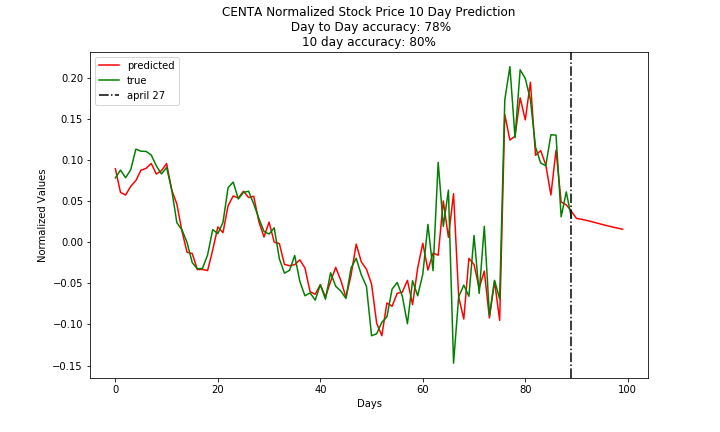 CENTA Normalized Stock Price 10 Day Prediction
Day to Day accuracy: 78%
10 day accuracy: 80%
predicted
true
april 27
Normalized Values
0.20
0.15
0.10
0.05
0.00
−0.05
−0.10
−0.15
0 20 40 60 80 100
Days